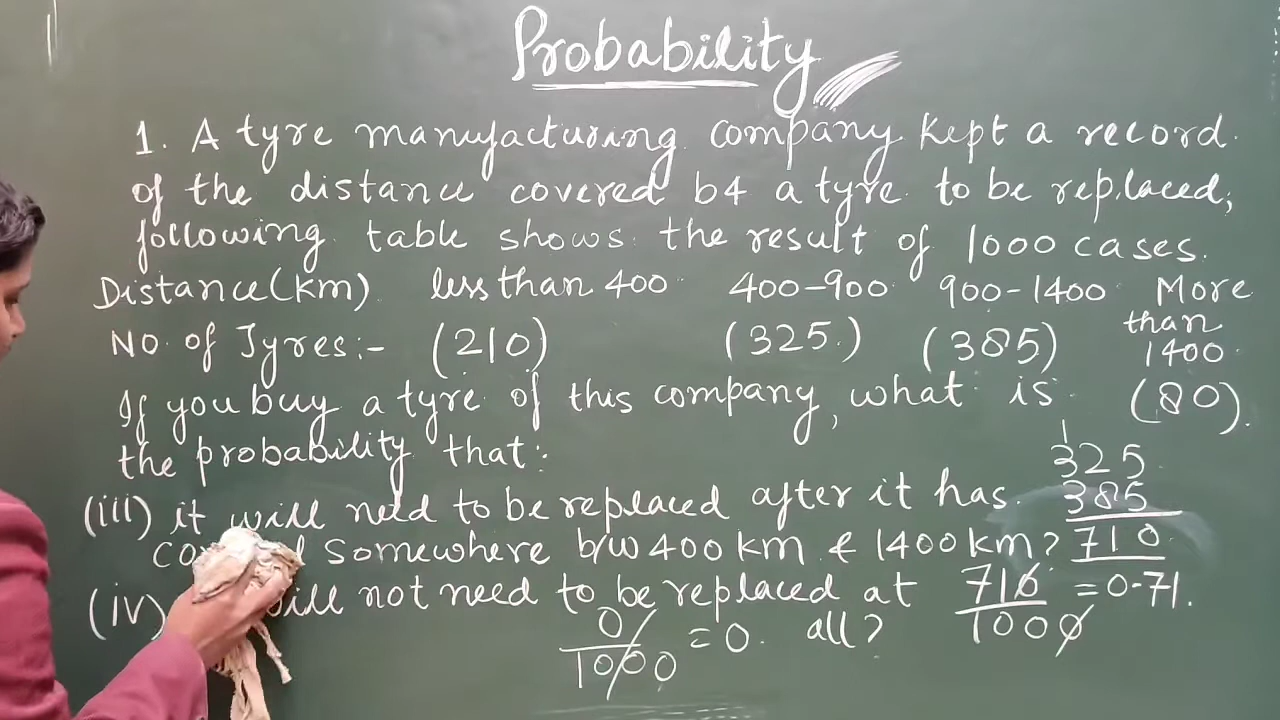 Probability
1. A tyre manufacturing company kept a record
of the distance covered b4 a tyre to be replaced,
following table shows the result of 1000 cases.
Distance(km) less than 400 400-900 900-1400 More
than
1400
No of Tyres:- (210) (325) (385)
(80).
If you buy a tyre of this company, what is
the probability that:
1
325
385
710
(iii) it will need to be replaced after it has
somewhere b/w 400 km & 1400 km?
710/1000 = 0.71.
(iv) will not need to be replaced at
all?
0/1000 = 0.